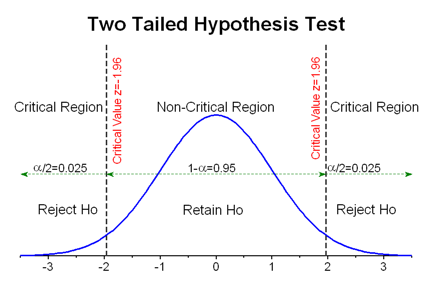 Two Tailed Hypothesis Test
Critical Value z=-1.96
Critical Value z=1.96
Critical Region
Non-Critical Region
Critical Region
α/2=0.025
1-α=0.95
α/2=0.025
Reject Ho
Retain Ho
Reject Ho
-3 -2 -1 0 1 2 3